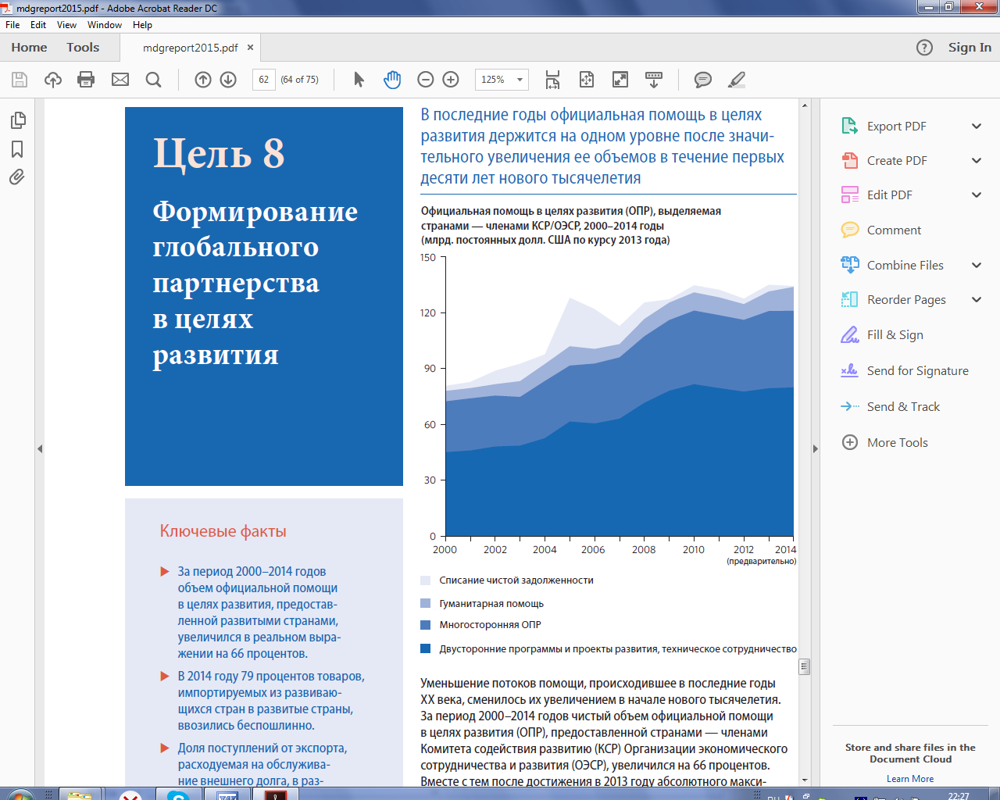 mdgreport2015.pdf - Adobe Acrobat Reader DC
File Edit View Window Help
Home Tools mdgreport2015.pdf × Sign In
62 (64 of 75) 125%
Цель 8
Формирование
глобального
партнерства
в целях
развития
Ключевые факты
За период 2000–2014 годов
объем официальной помощи
в целях развития, предостав-
ленной развитыми странами,
увеличился в реальном выра-
жении на 66 процентов.
В 2014 году 79 процентов товаров,
импортируемых из развиваю-
щихся стран в развитые страны,
ввозились беспошлинно.
Доля поступлений от экспорта,
расходуемая на обслужива-
ние внешнего долга, в раз-
В последние годы официальная помощь в целях
развития держится на одном уровне после значи-
тельного увеличения ее объемов в течение первых
десяти лет нового тысячелетия
Официальная помощь в целях развития (ОПР), выделяемая
странами — членами КСР/ОЭСР, 2000–2014 годы
(млрд. постоянных долл. США по курсу 2013 года)
150
120
90
60
30
0
2000 2002 2004 2006 2008 2010 2012 2014
(предварительно)
Списание чистой задолженности
Гуманитарная помощь
Многосторонняя ОПР
Двусторонние программы и проекты развития, техническое сотрудничество
Уменьшение потоков помощи, происходившее в последние годы
XX века, сменилось их увеличением в начале нового тысячелетия.
За период 2000–2014 годов чистый объем официальной помощи
в целях развития (ОПР), предоставленной странами — членами
Комитета содействия развитию (КСР) Организации экономического
сотрудничества и развития (ОЭСР), увеличился на 66 процентов.
Вместе с тем после достижения в 2013 году абсолютного макси-
Export PDF
Create PDF
Edit PDF
Comment
Combine Files
Reorder Pages
Fill & Sign
Send for Signature
Send & Track
More Tools
Store and share files in the
Document Cloud
Learn More
22:27